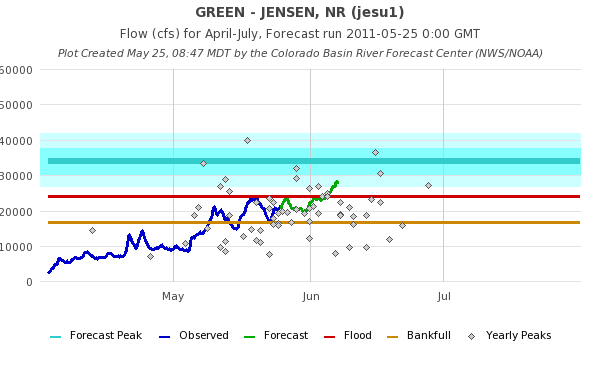 GREEN - JENSEN, NR (jesu1)
Flow (cfs) for April-July, Forecast run 2011-05-25 0:00 GMT
Plot Created May 25, 08:47 MDT by the Colorado Basin River Forecast Center (NWS/NOAA)
60000
50000
40000
30000
20000
10000
0
May Jun Jul
Forecast Peak Observed Forecast Flood Bankfull Yearly Peaks